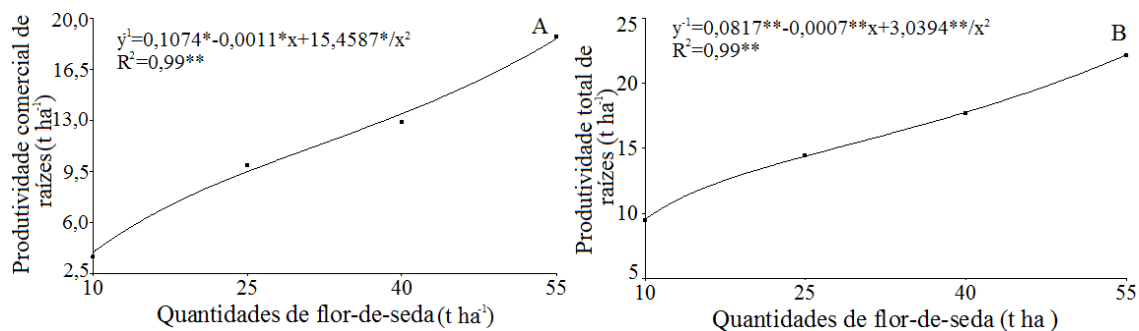 A
y¹=0,1074*-0,0011*x+15,4587*/x²
R²=0,99**
Produtividade comercial de
raízes (t ha⁻¹)
20,0
16,5
13,0
9,5
6,0
2,5
10 25 40 55
Quantidades de flor-de-seda (t ha⁻¹)
B
y⁻¹=0,0817**-0,0007**x+3,0394**/x²
R²=0,99**
Produtividade total de
raízes (t ha⁻¹)
25
20
15
10
5
10 25 40 55
Quantidades de flor-de-seda (t ha )